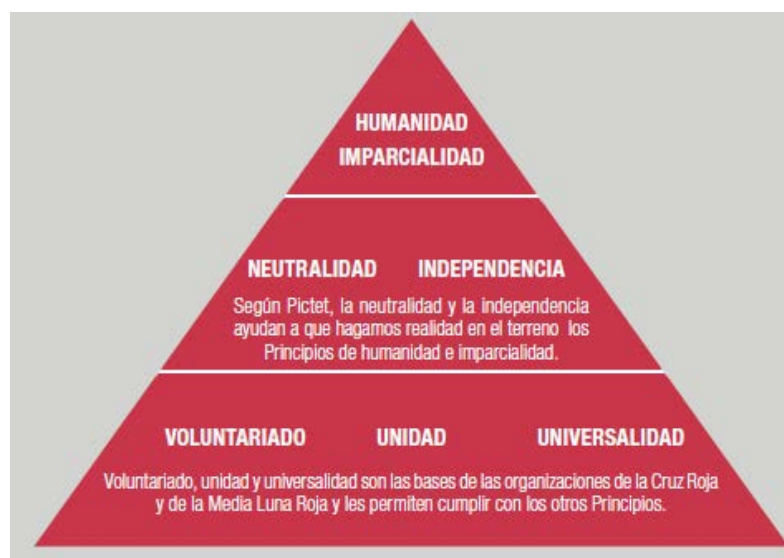 HUMANIDAD
IMPARCIALIDAD
NEUTRALIDAD INDEPENDENCIA
Según Pictet, la neutralidad y la independencia
ayudan a que hagamos realidad en el terreno los
Principios de humanidad e imparcialidad.
VOLUNTARIADO UNIDAD UNIVERSALIDAD
Voluntariado, unidad y universalidad son las bases de las organizaciones de la Cruz Roja
y de la Media Luna Roja y les permiten cumplir con los otros Principios.